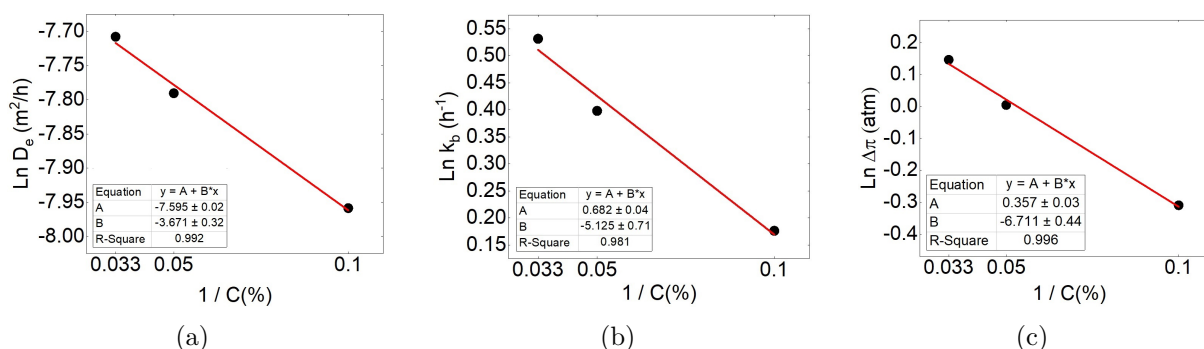 Ln Dₑ (m²/h)
-7.70
-7.75
-7.80
-7.85
-7.90
-7.95
-8.00
Equation y = A + B*x
A -7.595 ± 0.02
B -3.671 ± 0.32
R-Square 0.992
0.033 0.05 0.1
1 / C(%)
(a)
Ln k_b (h⁻¹)
0.55
0.50
0.45
0.40
0.35
0.30
0.25
0.20
0.15
Equation y = A + B*x
A 0.682 ± 0.04
B -5.125 ± 0.71
R-Square 0.981
0.033 0.05 0.1
1 / C(%)
(b)
Ln Δπ (atm)
0.2
0.1
0.0
-0.1
-0.2
-0.3
-0.4
Equation y = A + B*x
A 0.357 ± 0.03
B -6.711 ± 0.44
R-Square 0.996
0.033 0.05 0.1
1 / C(%)
(c)